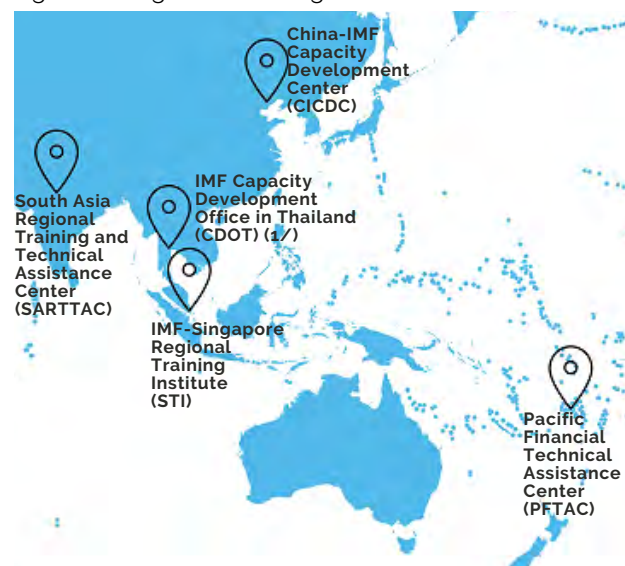 China-IMF
Capacity
Development
Center
(CICDC)
South Asia
Regional
Training and
Technical
Assistance
Center
(SARTTAC)
IMF Capacity
Development
Office in Thailand
(CDOT) (1/)
IMF-Singapore
Regional
Training
Institute
(STI)
Pacific
Financial
Technical
Assistance
Center
(PFTAC)